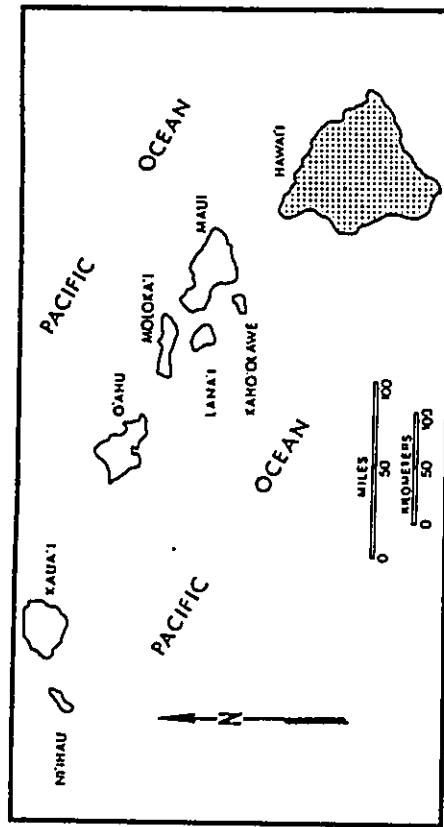 NI'IHAU
KAUA'I
O'AHU
PACIFIC
OCEAN
MOLOKA'I
MAUI
LANA'I
KAHO'OLAWE
HAWAI'I
PACIFIC
OCEAN
N
MILES
0 50 100
KILOMETERS
0 50 100